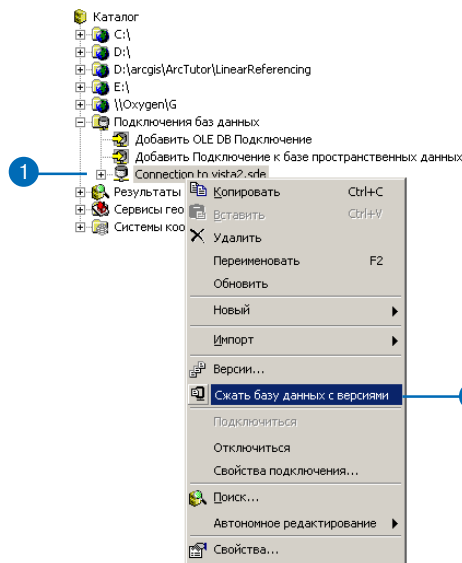 Каталог
C:\
D:\
D:\arcgis\ArcTutor\LinearReferencing
E:\
\\Oxygen\G
Подключения баз данных
Добавить OLE DB Подключение
Добавить Подключение к базе пространственных данных
1
Connection to vista2.sde
Результаты
Сервисы гео
Системы коо
Копировать Ctrl+C
Вставить Ctrl+V
Удалить
Переименовать F2
Обновить
Новый
Импорт
Версии...
Сжать базу данных с версиями
Подключиться
Отключиться
Свойства подключения...
Поиск...
Автономное редактирование
Свойства...